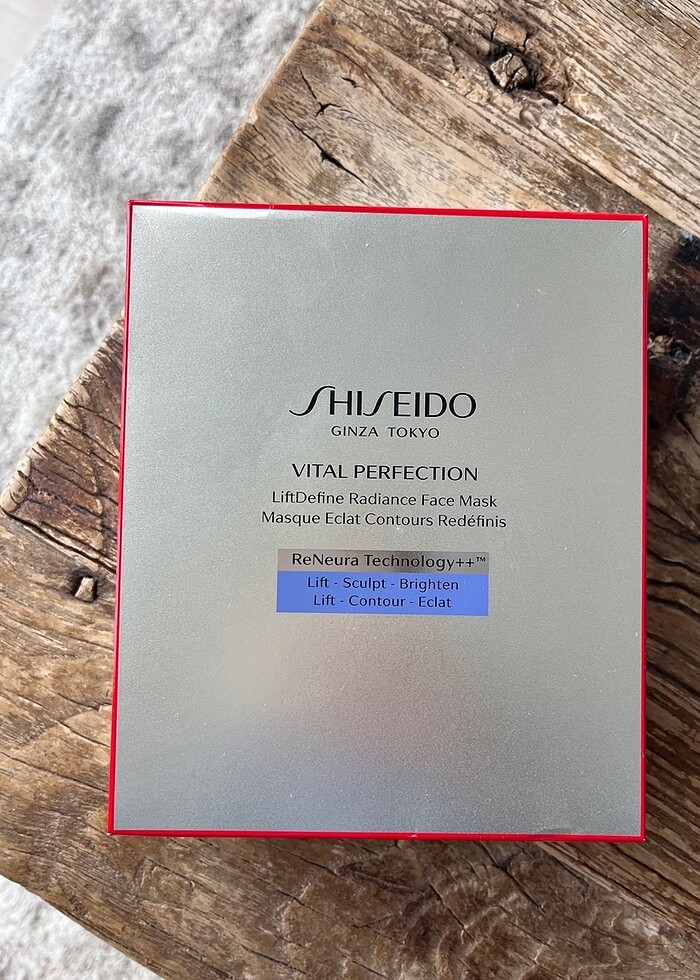 SHISEIDO
GINZA TOKYO
VITAL PERFECTION
LiftDefine Radiance Face Mask
Masque Eclat Contours Redéfinis
ReNeura Technology++™
Lift - Sculpt - Brighten
Lift - Contour - Eclat